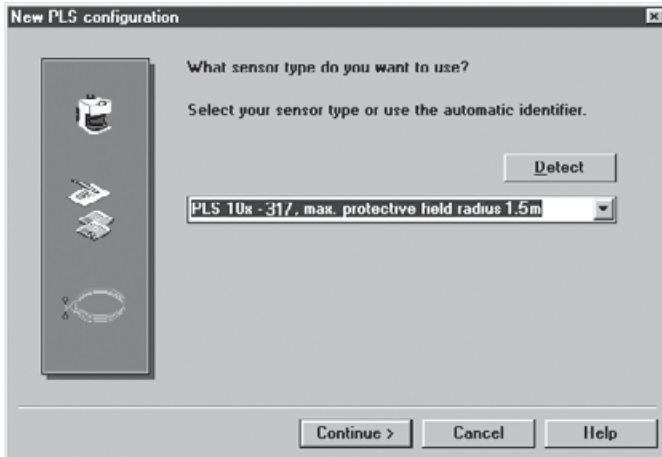 New PLS configuration
What sensor type do you want to use?
Select your sensor type or use the automatic identifier.
Detect
PLS 10x - 317, max. protective field radius 1.5m
Continue >
Cancel
Help